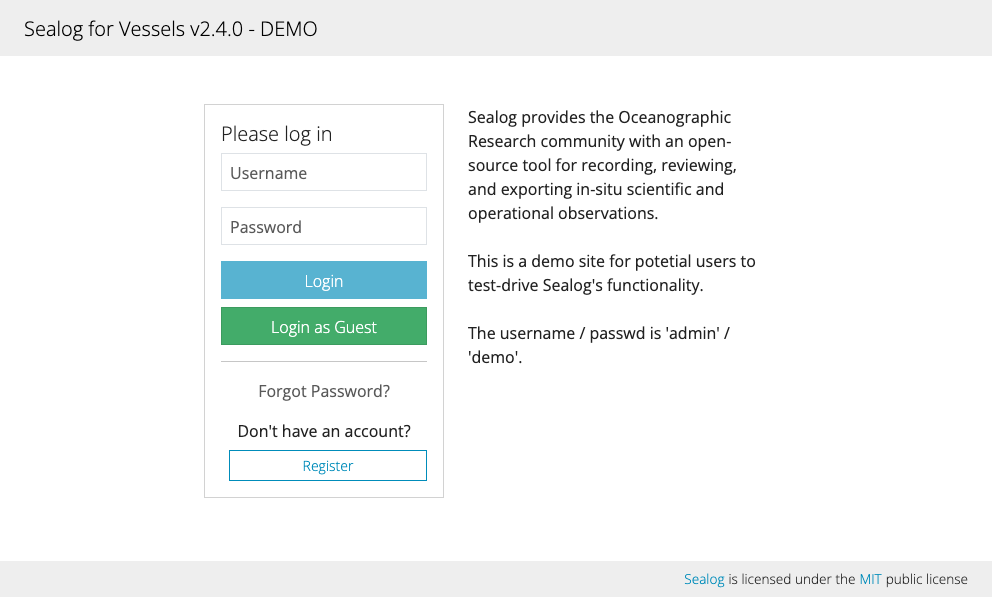 Sealog for Vessels v2.4.0 - DEMO
Please log in
Username
Password
Login
Login as Guest
Forgot Password?
Don't have an account?
Register
Sealog provides the Oceanographic
Research community with an open-
source tool for recording, reviewing,
and exporting in-situ scientific and
operational observations.
This is a demo site for potetial users to
test-drive Sealog's functionality.
The username / passwd is 'admin' /
'demo'.
Sealog is licensed under the MIT public license